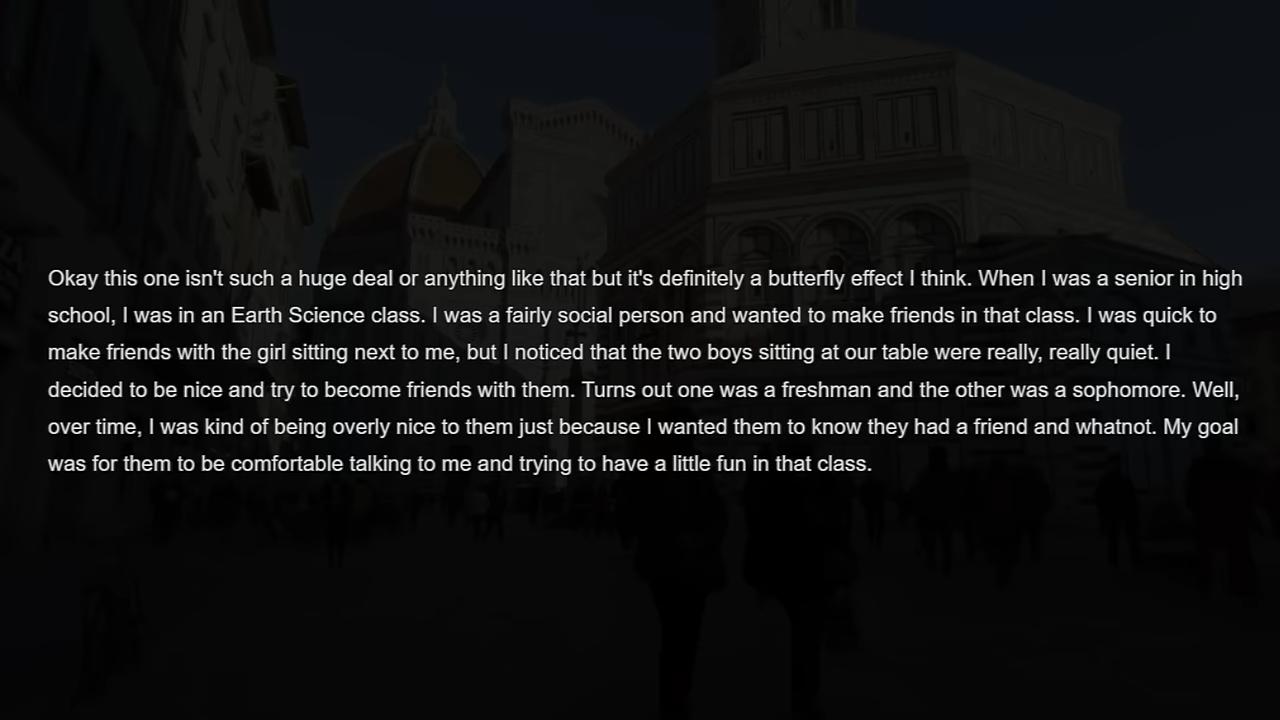 Okay this one isn't such a huge deal or anything like that but it's definitely a butterfly effect I think. When I was a senior in high
school, I was in an Earth Science class. I was a fairly social person and wanted to make friends in that class. I was quick to
make friends with the girl sitting next to me, but I noticed that the two boys sitting at our table were really, really quiet. I
decided to be nice and try to become friends with them. Turns out one was a freshman and the other was a sophomore. Well,
over time, I was kind of being overly nice to them just because I wanted them to know they had a friend and whatnot. My goal
was for them to be comfortable talking to me and trying to have a little fun in that class.